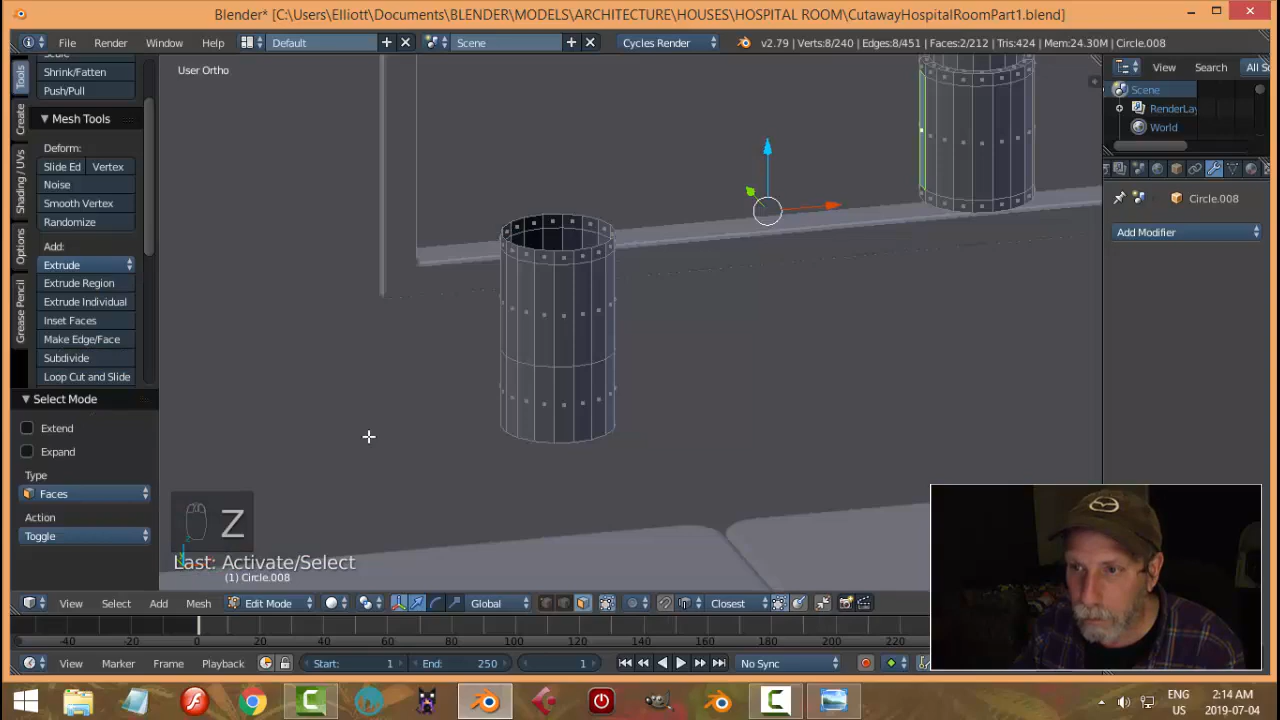 Blender* [C:\Users\Elliott\Documents\BLENDER\MODELS\ARCHITECTURE\HOUSES\HOSPITAL ROOM\CutawayHospitalRoomPart1.blend]
File Render Window Help Default Scene Cycles Render v2.79 | Verts:8/240 | Edges:8/451 | Faces:2/212 | Tris:424 | Mem:24.30M | Circle.008
User Ortho
View Search All S
Scene
RenderLay
World
Circle.008
Add Modifier
Tools
Create
Shading / UVs
Options
Grease Pencil
Shrink/Fatten
Push/Pull
Mesh Tools
Deform:
Slide Ed Vertex
Noise
Smooth Vertex
Randomize
Add:
Extrude
Extrude Region
Extrude Individual
Inset Faces
Make Edge/Face
Subdivide
Loop Cut and Slide
Select Mode
Extend
Expand
Type
Faces
Action
Toggle
Z
Last: Activate/Select
(1) Circle.008
View Select Add Mesh Edit Mode Global Closest
-40 -20 0 20 40 60 80 100 120 140 160 180 200 220
View Marker Frame Playback Start: 1 End: 250 1 No Sync
ENG
US
2:14 AM
2019-07-04